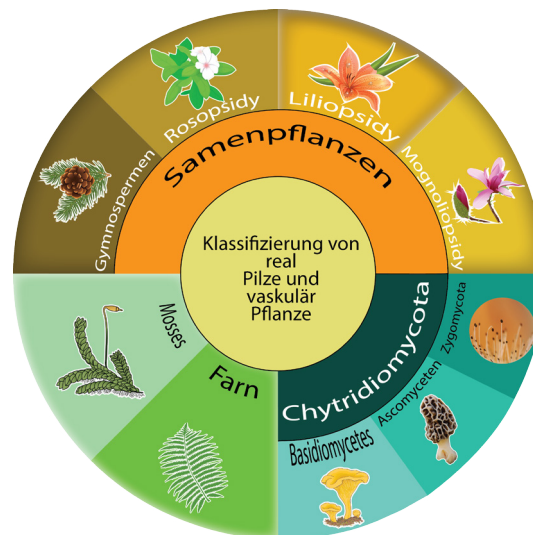 Klassifizierung von
real
Pilze und
vaskulär
Pflanze
Samenpflanzen
Gymnospermen
Rosopsidy
Liliopsidy
Mognoliopsidy
Chytridiomycota
Zygomycota
Ascomyceten
Basidiomycetes
Farn
Mosses